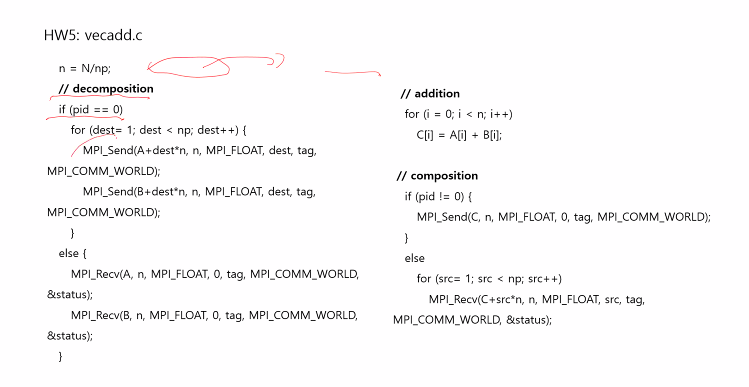 HW5: vecadd.c
n = N/np;
// decomposition
if (pid == 0)
for (dest= 1; dest < np; dest++) {
MPI_Send(A+dest*n, n, MPI_FLOAT, dest, tag,
MPI_COMM_WORLD);
MPI_Send(B+dest*n, n, MPI_FLOAT, dest, tag,
MPI_COMM_WORLD);
}
else {
MPI_Recv(A, n, MPI_FLOAT, 0, tag, MPI_COMM_WORLD,
&status);
MPI_Recv(B, n, MPI_FLOAT, 0, tag, MPI_COMM_WORLD,
&status);
}
// addition
for (i = 0; i < n; i++)
C[i] = A[i] + B[i];
// composition
if (pid != 0) {
MPI_Send(C, n, MPI_FLOAT, 0, tag, MPI_COMM_WORLD);
}
else
for (src= 1; src < np; src++)
MPI_Recv(C+src*n, n, MPI_FLOAT, src, tag,
MPI_COMM_WORLD, &status);